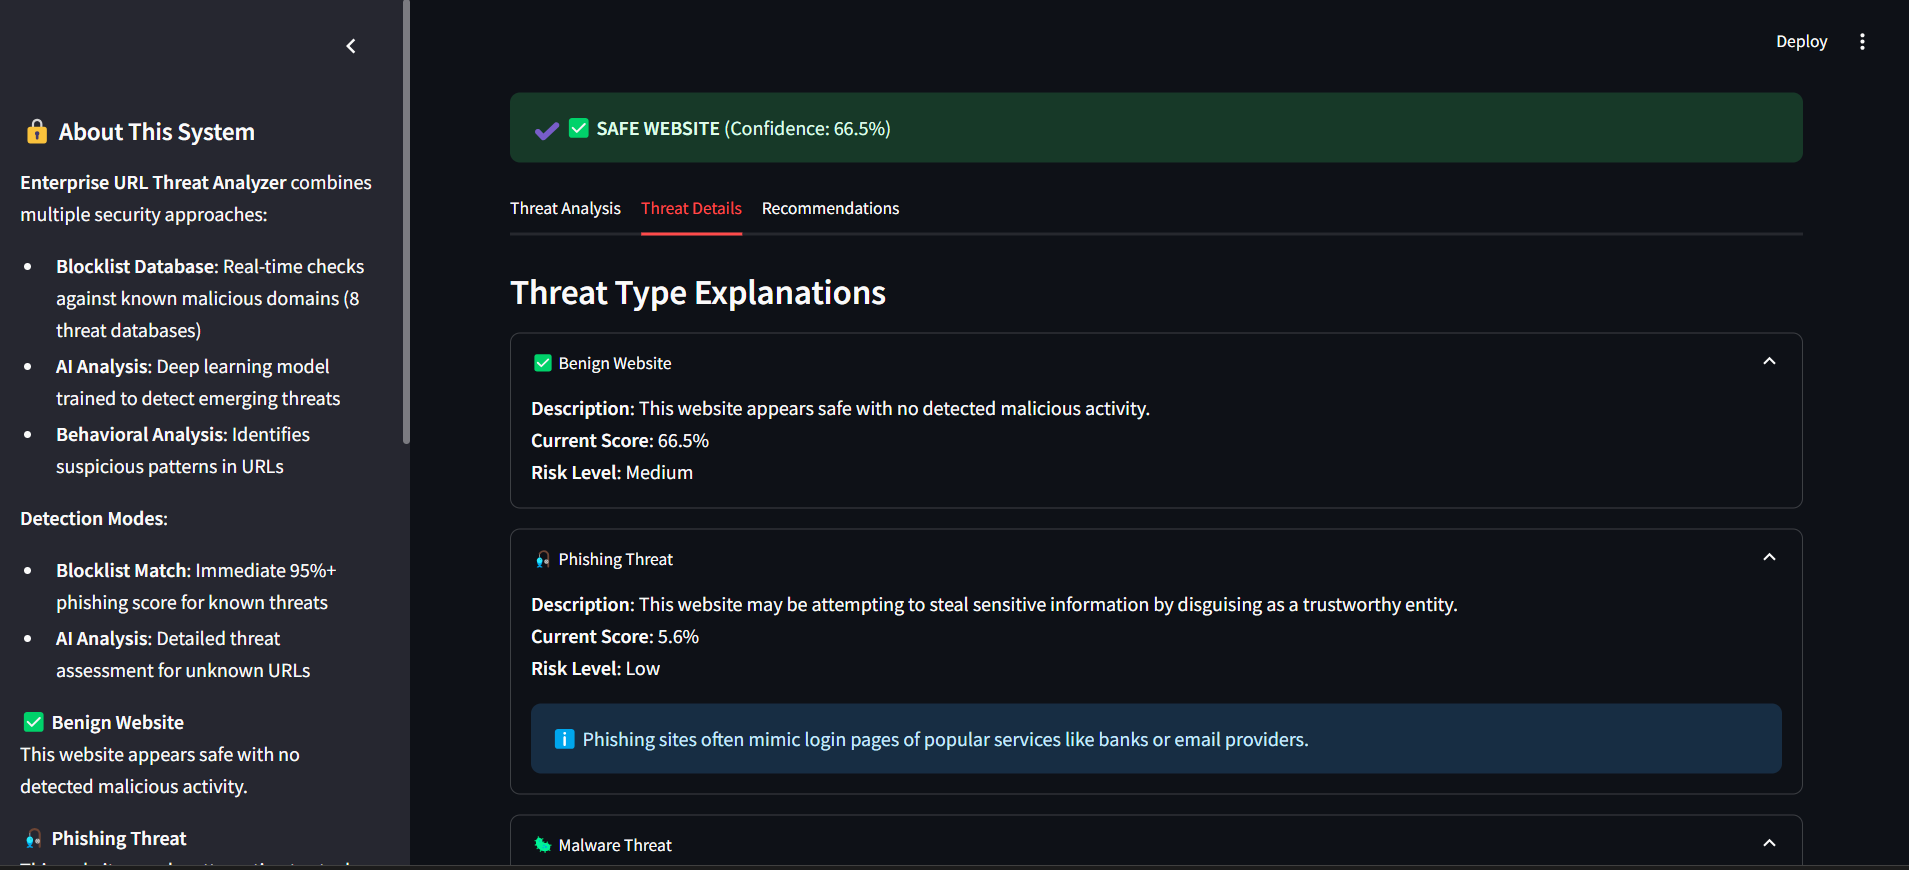 About This System
Enterprise URL Threat Analyzer combines
multiple security approaches:
Blocklist Database: Real-time checks
against known malicious domains (8
threat databases)
AI Analysis: Deep learning model
trained to detect emerging threats
Behavioral Analysis: Identifies
suspicious patterns in URLs
Detection Modes:
Blocklist Match: Immediate 95%+
phishing score for known threats
AI Analysis: Detailed threat
assessment for unknown URLs
Benign Website
This website appears safe with no
detected malicious activity.
Phishing Threat
Deploy
SAFE WEBSITE (Confidence: 66.5%)
Threat Analysis Threat Details Recommendations
Threat Type Explanations
Benign Website
Description: This website appears safe with no detected malicious activity.
Current Score: 66.5%
Risk Level: Medium
Phishing Threat
Description: This website may be attempting to steal sensitive information by disguising as a trustworthy entity.
Current Score: 5.6%
Risk Level: Low
Phishing sites often mimic login pages of popular services like banks or email providers.
Malware Threat